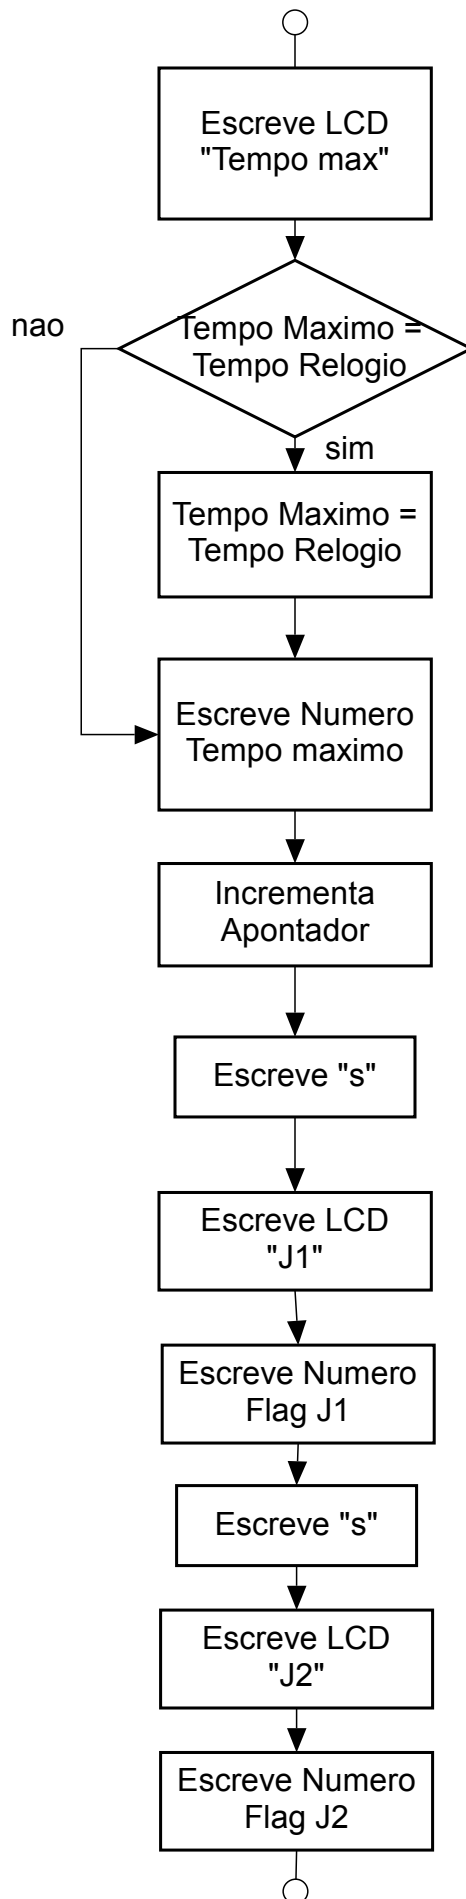 Escreve LCD
"Tempo max"
nao
Tempo Maximo =
Tempo Relogio
sim
Tempo Maximo =
Tempo Relogio
Escreve Numero
Tempo maximo
Incrementa
Apontador
Escreve "s"
Escreve LCD
"J1"
Escreve Numero
Flag J1
Escreve "s"
Escreve LCD
"J2"
Escreve Numero
Flag J2